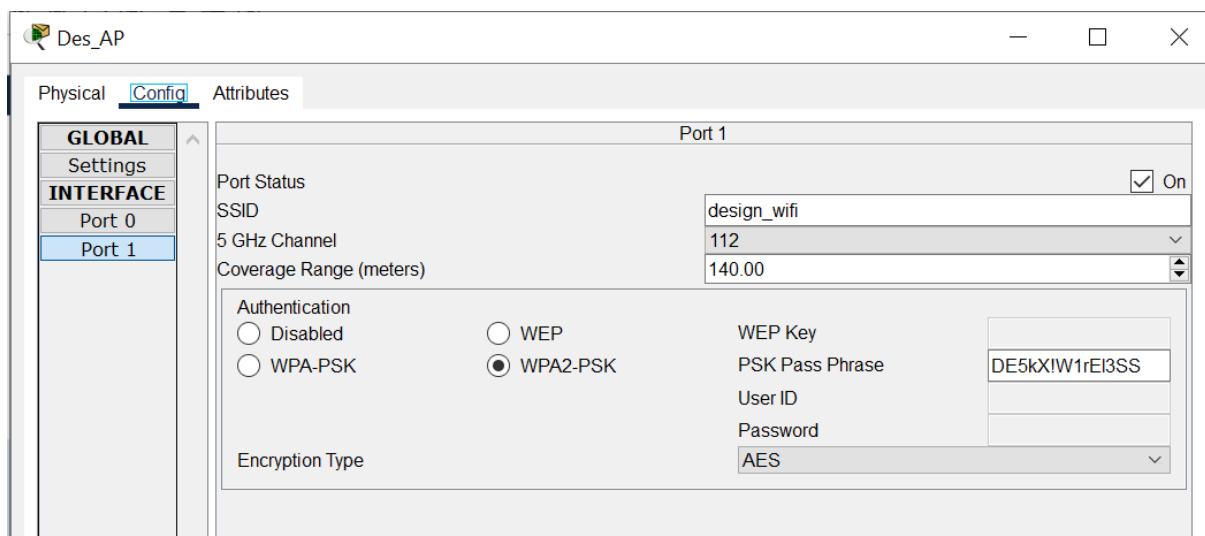 Des_AP
Physical Config Attributes
GLOBAL
Settings
INTERFACE
Port 0
Port 1
Port 1
Port Status On
SSID design_wifi
5 GHz Channel 112
Coverage Range (meters) 140.00
Authentication
Disabled WEP WEP Key
WPA-PSK WPA2-PSK PSK Pass Phrase DE5kX!W1rEl3SS
User ID
Password
Encryption Type AES